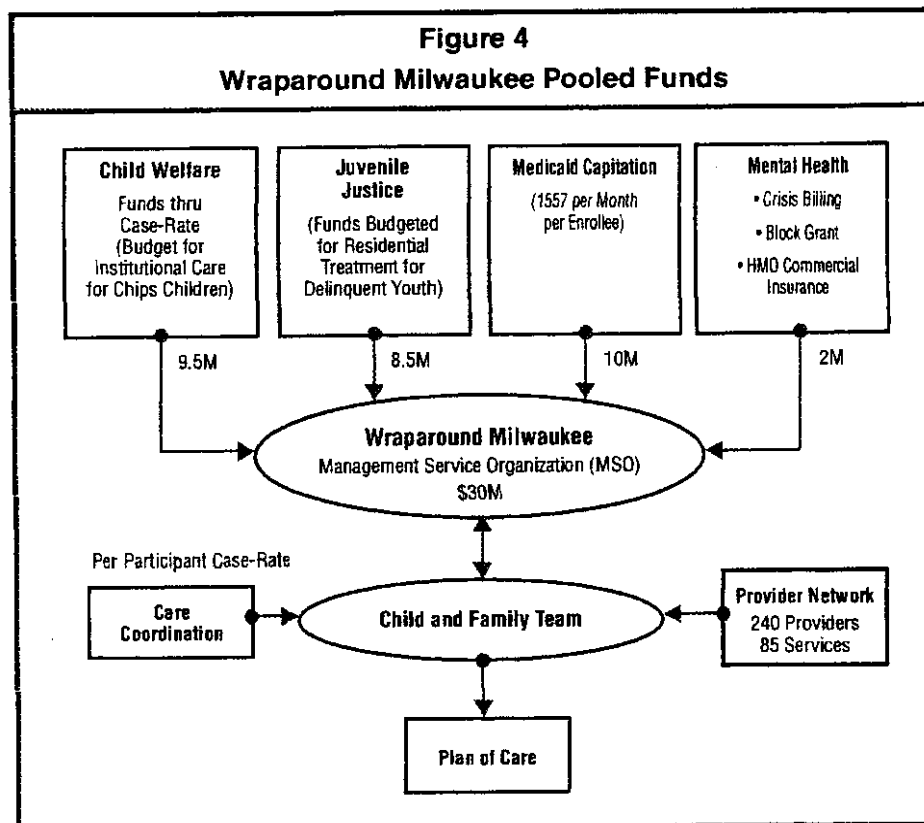 Figure 4
Wraparound Milwaukee Pooled Funds
Child Welfare
Funds thru
Case-Rate
(Budget for
Institutional Care
for Chips Children)
Juvenile
Justice
(Funds Budgeted
for Residential
Treatment for
Delinquent Youth)
Medicaid Capitation
(1557 per Month
per Enrollee)
Mental Health
• Crisis Billing
• Block Grant
• HMO Commercial
Insurance
9.5M
8.5M
10M
2M
Wraparound Milwaukee
Management Service Organization (MSO)
$30M
Per Participant Case-Rate
Care
Coordination
Child and Family Team
Provider Network
240 Providers
85 Services
Plan of Care